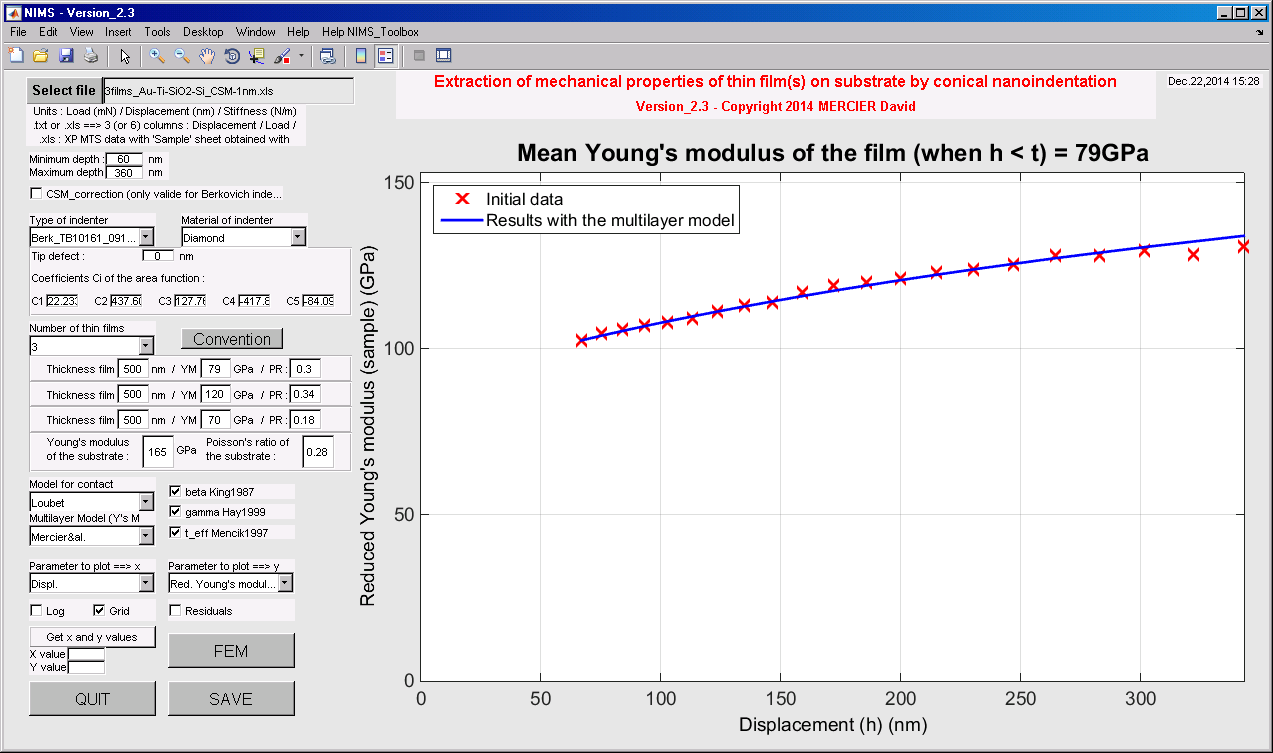 NIMS - Version_2.3
File Edit View Insert Tools Desktop Window Help Help NIMS_Toolbox
Select file 3films_Au-Ti-SiO2-Si_CSM-1nm.xls
Units : Load (mN) / Displacement (nm) / Stiffness (N/m)
.txt or .xls ==> 3 (or 6) columns : Displacement / Load /
.xls : XP MTS data with 'Sample' sheet obtained with
Extraction of mechanical properties of thin film(s) on substrate by conical nanoindentation
Version_2.3 - Copyright 2014 MERCIER David
Dec.22,2014 15:28
Minimum depth : 60 nm
Maximum depth : 360 nm
CSM_correction (only valide for Berkovich inde...
Type of indenter Material of indenter
Berk_TB10161_091... Diamond
Tip defect : 0 nm
Coefficients Ci of the area function :
C1 22.23 C2 437.60 C3 127.76 C4 -417.8 C5 -84.09
Number of thin films
3 Convention
Thickness film 500 nm / YM 79 GPa / PR : 0.3
Thickness film 500 nm / YM 120 GPa / PR : 0.34
Thickness film 500 nm / YM 70 GPa / PR : 0.18
Young's modulus of the substrate : 165 GPa Poisson's ratio of the substrate : 0.28
Model for contact
Loubet
beta King1987
gamma Hay1999
Multilayer Model (Y's M
Mercier&al.
t_eff Mencik1997
Parameter to plot ==> x Parameter to plot ==> y
Displ. Red. Young's modul...
Log Grid Residuals
Get x and y values
X value
Y value
FEM
QUIT SAVE
Mean Young's modulus of the film (when h < t) = 79GPa
Initial data
Results with the multilayer model
Reduced Young's modulus (sample) (GPa)
150
100
50
0
0 50 100 150 200 250 300
Displacement (h) (nm)